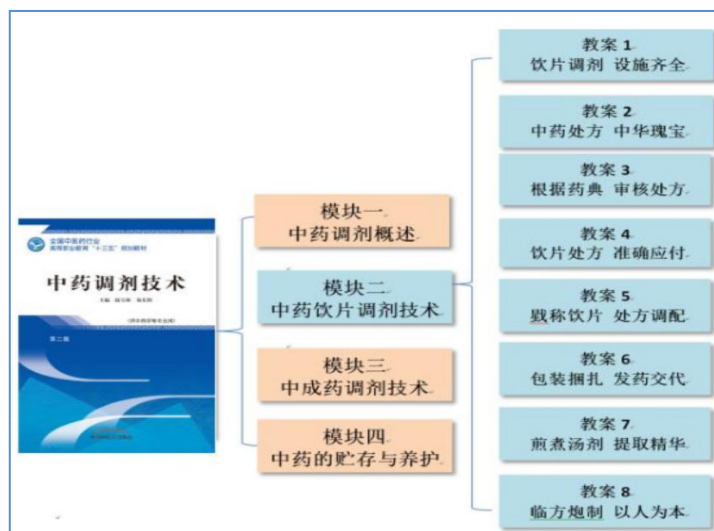 全国中医药行业
高等职业教育“十三五”规划教材
中药调剂技术
第二版
模块一
中药调剂概述
模块二
中药饮片调剂技术
模块三
中成药调剂技术
模块四
中药的贮存与养护
教案 1
饮片调剂 设施齐全
教案 2
中药处方 中华瑰宝
教案 3
根据药典 审核处方
教案 4
饮片处方 准确应付
教案 5
戥称饮片 处方调配
教案 6
包装捆扎 发药交代
教案 7
煎煮汤剂 提取精华
教案 8
临方炮制 以人为本